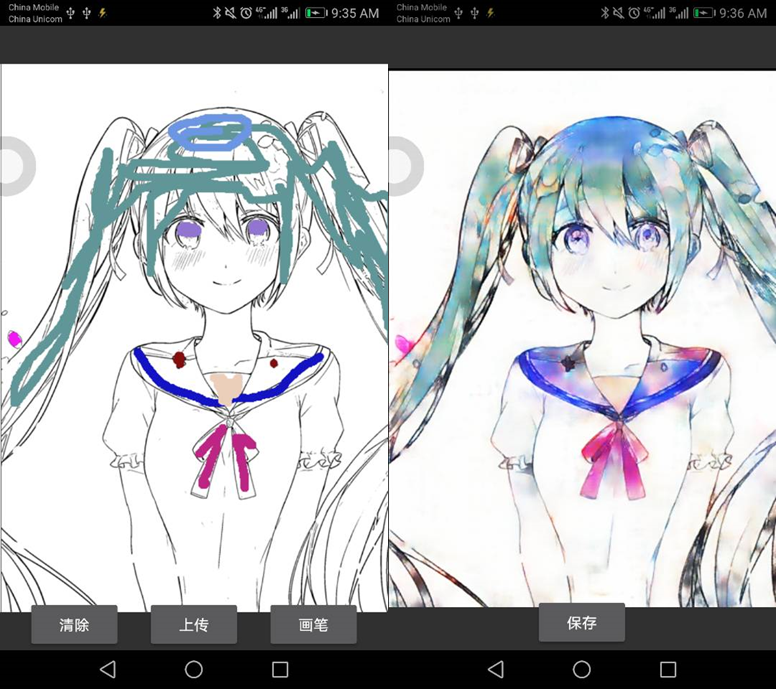 China Mobile
China Unicom
9:35 AM
清除
上传
画笔
China Mobile
China Unicom
9:36 AM
保存